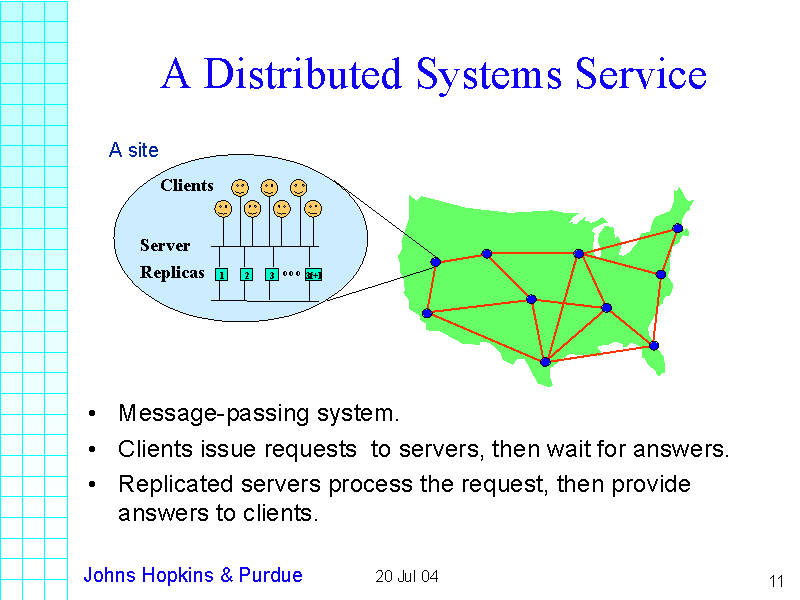 A Distributed Systems Service
A site
Clients
Server
Replicas
1 2 3 ooo 3f+1
• Message-passing system.
• Clients issue requests to servers, then wait for answers.
• Replicated servers process the request, then provide
answers to clients.
Johns Hopkins & Purdue
20 Jul 04
11